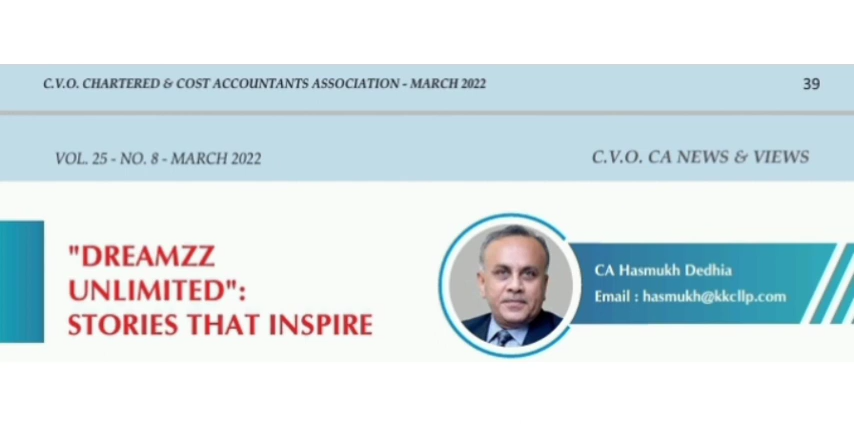 C.V.O. CHARTERED & COST ACCOUNTANTS ASSOCIATION - MARCH 2022 39
VOL. 25 - NO. 8 - MARCH 2022 C.V.O. CA NEWS & VIEWS
"DREAMZZ
UNLIMITED":
STORIES THAT INSPIRE
CA Hasmukh Dedhia
Email : hasmukh@kkcllp.com